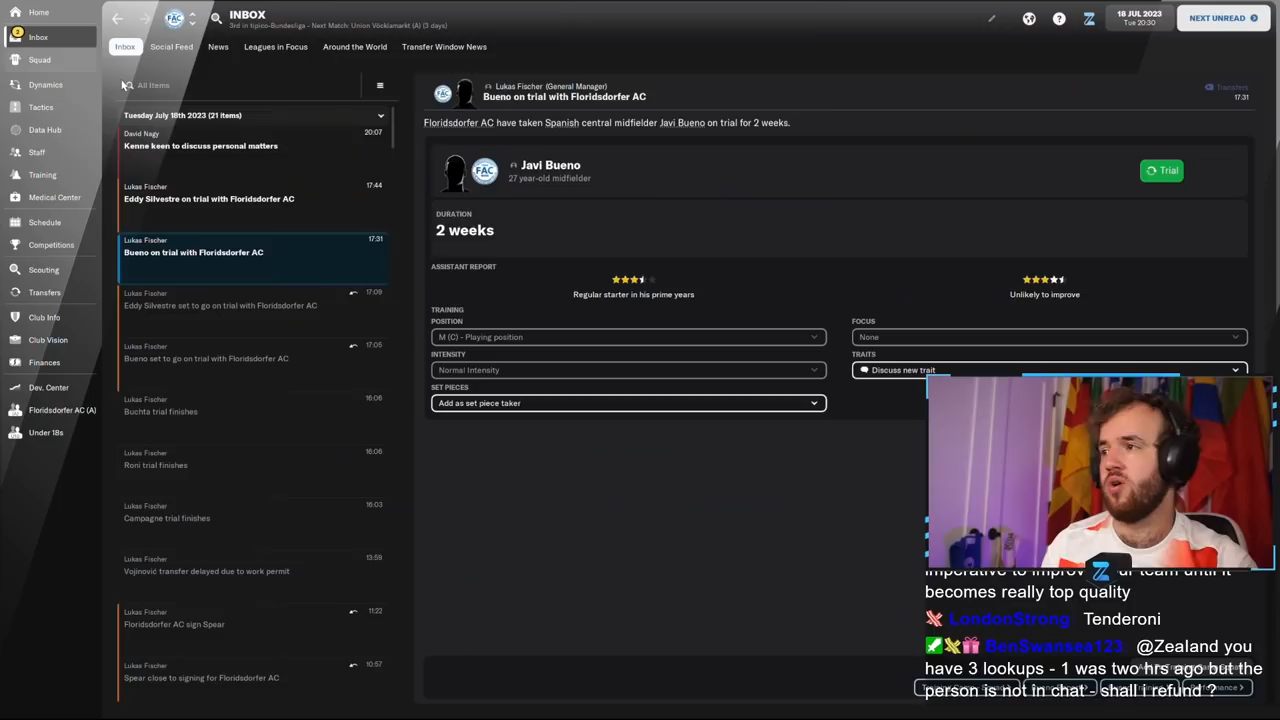 Home
Inbox
2
Squad
Dynamics
Tactics
Data Hub
Staff
Training
Medical Center
Schedule
Competitions
Scouting
Transfers
Club Info
Club Vision
Finances
Dev. Center
Floridsdorfer AC (A)
Under 18s
FAC
INBOX
3rd in tipico-Bundesliga - Next Match: Union Vöcklamarkt (A) (3 days)
18 JUL 2023
Tue 20:30
NEXT UNREAD
Inbox
Social Feed
News
Leagues in Focus
Around the World
Transfer Window News
All Items
Tuesday July 18th 2023 (21 items)
David Nagy
20:07
Kenne keen to discuss personal matters
Lukas Fischer
17:44
Eddy Silvestre on trial with Floridsdorfer AC
Lukas Fischer
17:31
Bueno on trial with Floridsdorfer AC
Lukas Fischer
17:09
Eddy Silvestre set to go on trial with Floridsdorfer AC
Lukas Fischer
17:05
Bueno set to go on trial with Floridsdorfer AC
Lukas Fischer
16:06
Buchta trial finishes
Lukas Fischer
16:06
Roni trial finishes
Lukas Fischer
16:03
Campagne trial finishes
Lukas Fischer
13:59
Vojinović transfer delayed due to work permit
Lukas Fischer
11:22
Floridsdorfer AC sign Spear
Lukas Fischer
10:57
Spear close to signing for Floridsdorfer AC
Lukas Fischer (General Manager)
Bueno on trial with Floridsdorfer AC
Transfers
17:31
Floridsdorfer AC have taken Spanish central midfielder Javi Bueno on trial for 2 weeks.
Javi Bueno
27 year-old midfielder
Trial
DURATION
2 weeks
ASSISTANT REPORT
Regular starter in his prime years
Unlikely to improve
TRAINING
POSITION
M (C) - Playing position
FOCUS
None
INTENSITY
Normal Intensity
TRAITS
Discuss new trait
SET PIECES
Add as set piece taker
imperative to improve our team until it
becomes really top quality
LondonStrong Tenderoni
BenSwansea123 @Zealand you
have 3 lookups - 1 was two hrs ago but the
person is not in chat - shall I refund ?